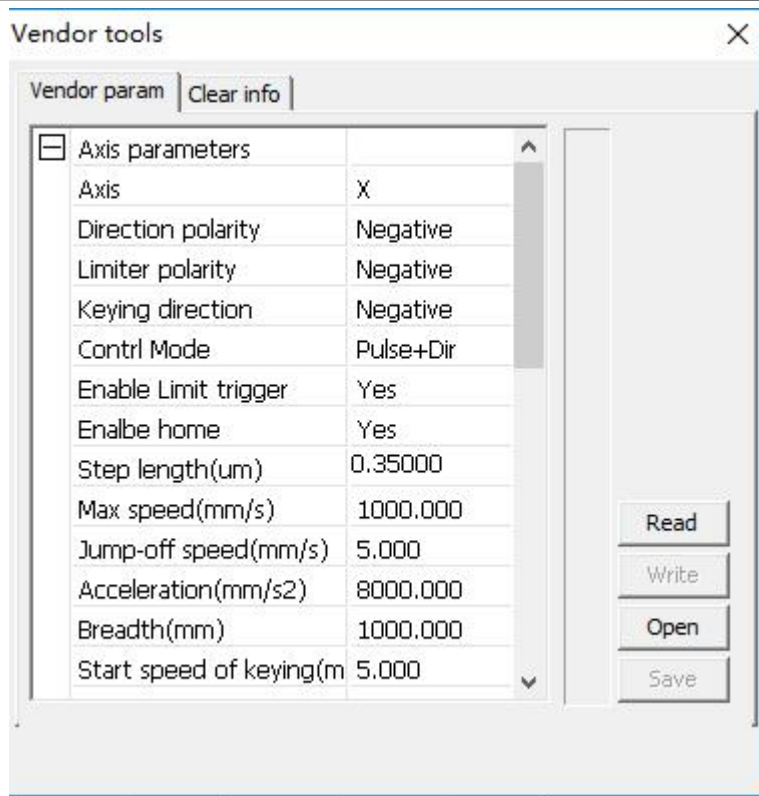 Vendor tools
Vendor param Clear info
Axis parameters
Axis X
Direction polarity Negative
Limiter polarity Negative
Keying direction Negative
Contrl Mode Pulse+Dir
Enable Limit trigger Yes
Enalbe home Yes
Step length(um) 0.35000
Max speed(mm/s) 1000.000
Jump-off speed(mm/s) 5.000
Acceleration(mm/s2) 8000.000
Breadth(mm) 1000.000
Start speed of keying(m 5.000
Read
Write
Open
Save